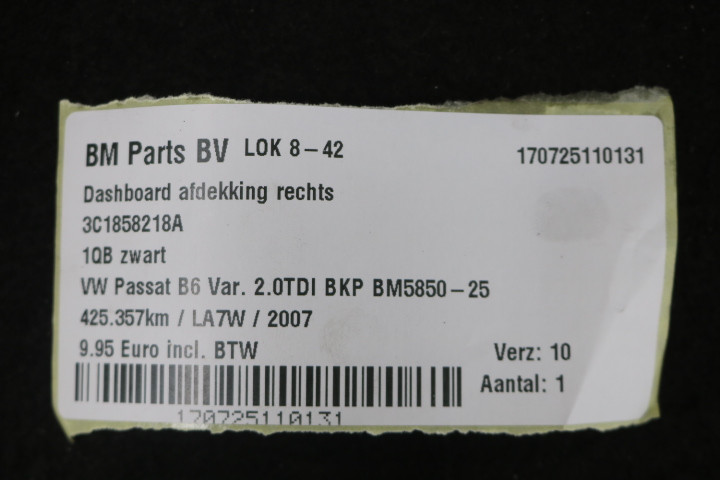 BM Parts BV LOK 8-42 170725110131
Dashboard afdekking rechts
3C1858218A
1QB zwart
VW Passat B6 Var. 2.0TDI BKP BM5850-25
425.357km / LA7W / 2007
9.95 Euro incl. BTW Verz: 10
Aantal: 1
170725110131